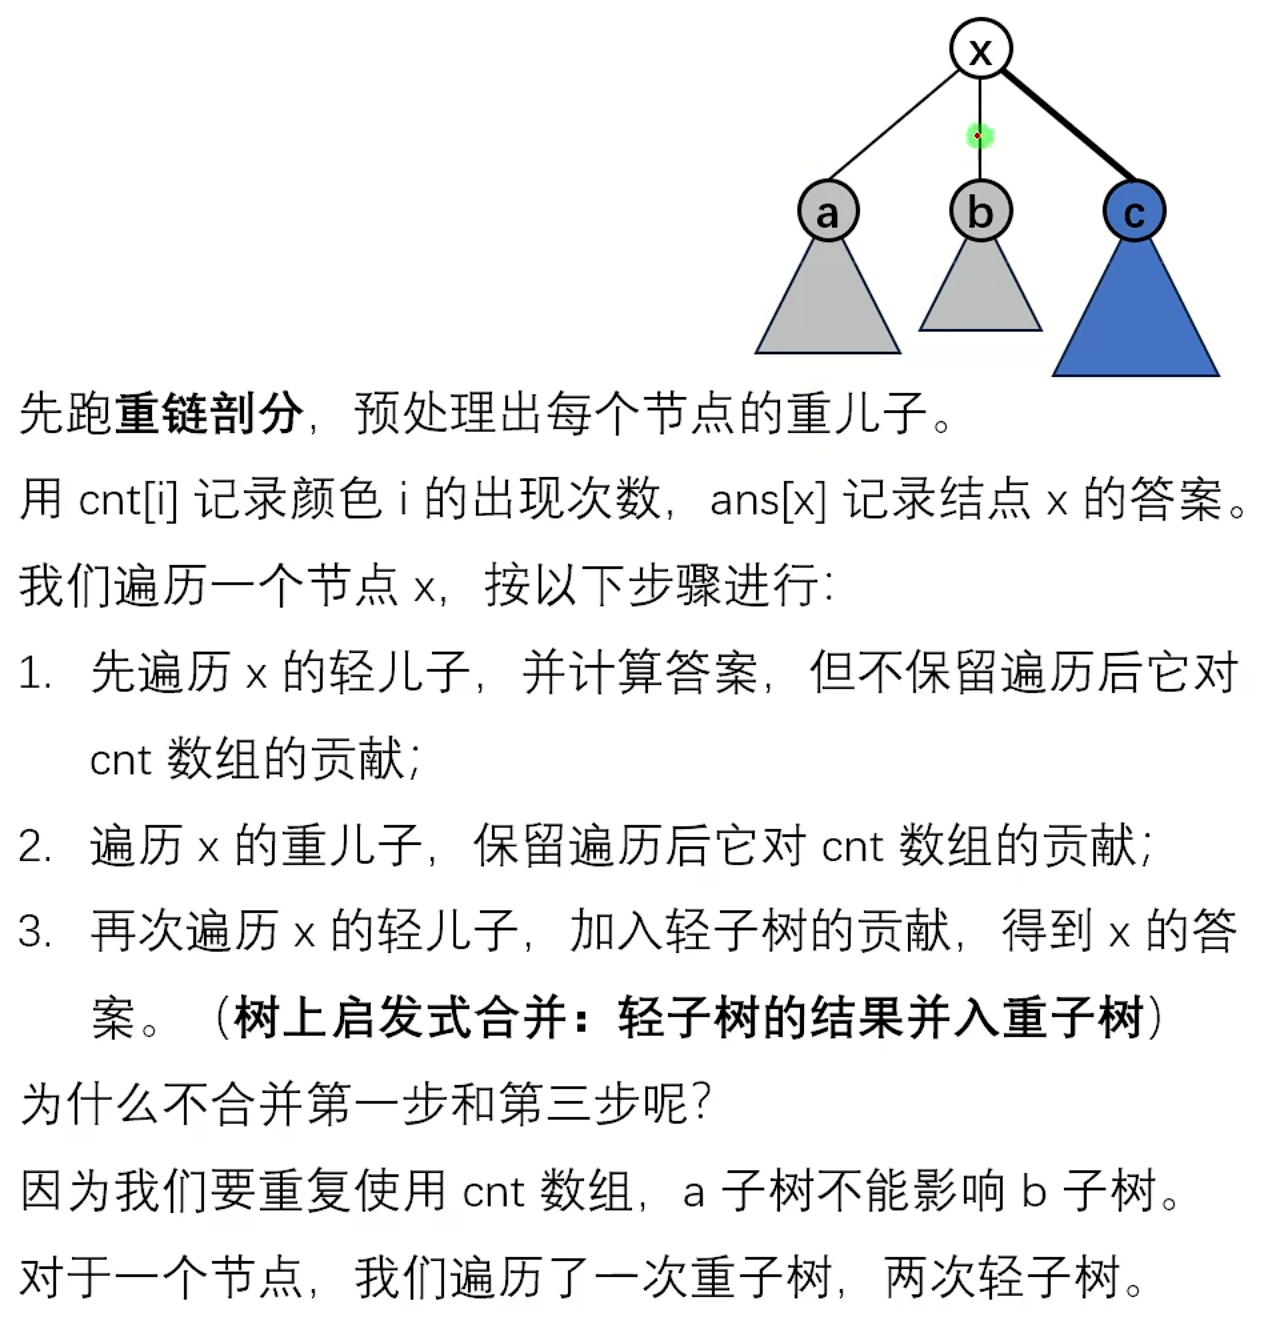 x
a
b
c
先跑重链剖分，预处理出每个节点的重儿子。
用 cnt[i] 记录颜色 i 的出现次数，ans[x] 记录结点 x 的答案。
我们遍历一个节点 x，按以下步骤进行：
1. 先遍历 x 的轻儿子，并计算答案，但不保留遍历后它对
cnt 数组的贡献；
2. 遍历 x 的重儿子，保留遍历后它对 cnt 数组的贡献；
3. 再次遍历 x 的轻儿子，加入轻子树的贡献，得到 x 的答
案。（树上启发式合并：轻子树的结果并入重子树）
为什么不合并第一步和第三步呢？
因为我们要重复使用 cnt 数组，a 子树不能影响 b 子树。
对于一个节点，我们遍历了一次重子树，两次轻子树。